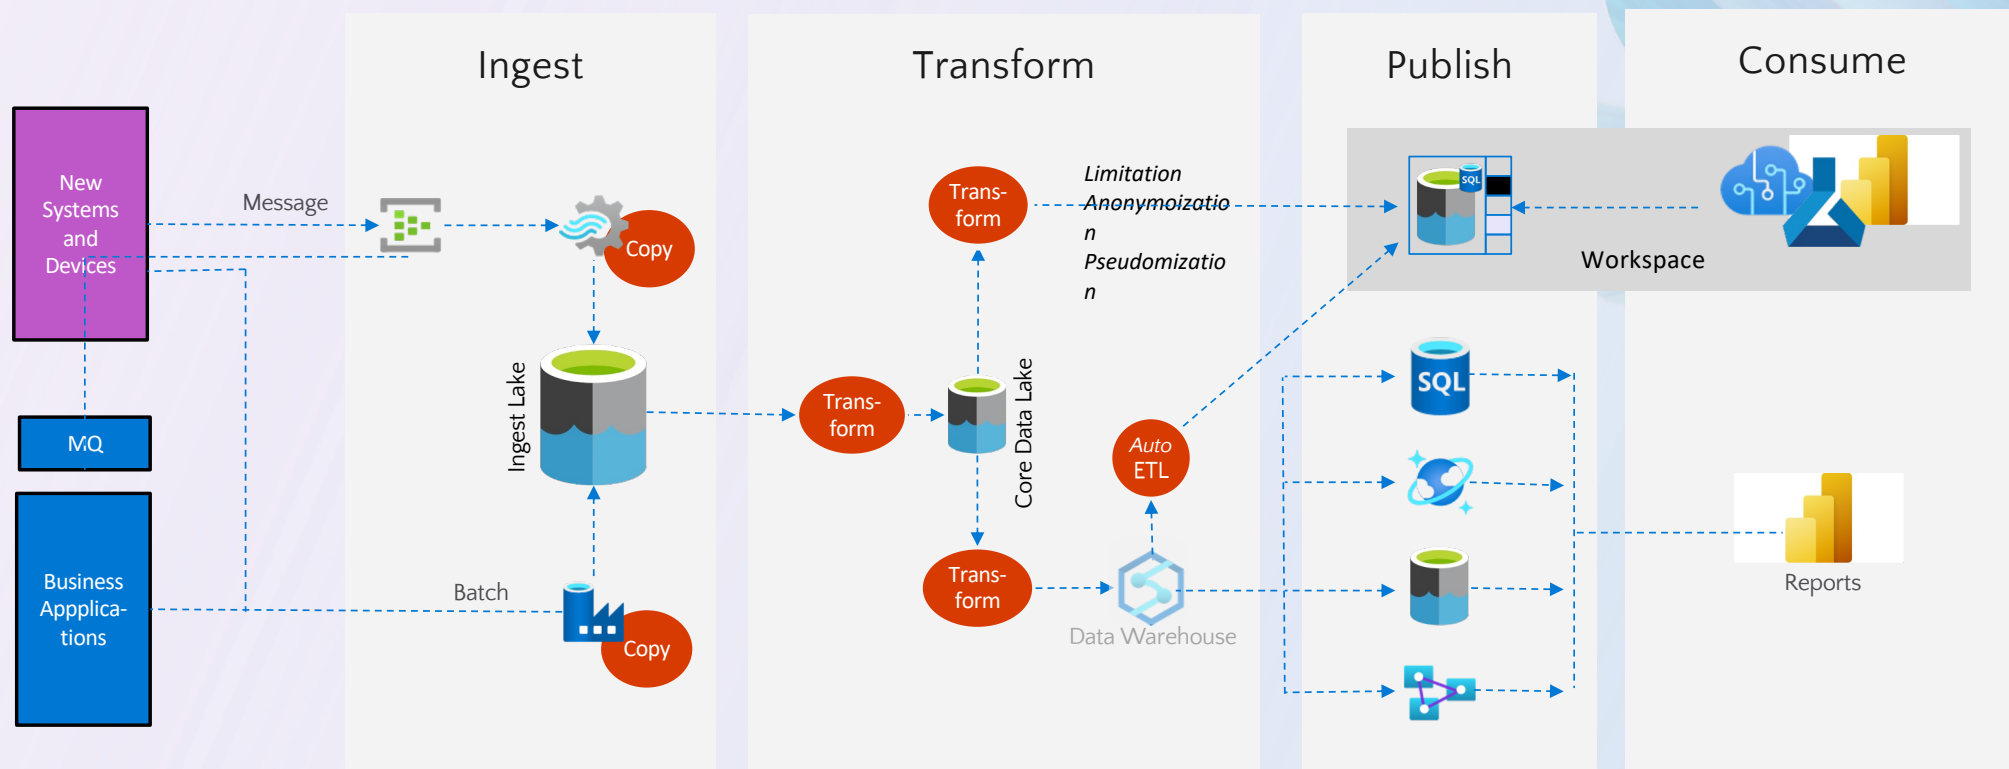 Ingest
Transform
Publish
Consume
New
Systems
and
Devices
Message
Copy
MQ
Business
Appplica-
tions
Batch
Copy
Ingest Lake
Trans-
form
Core Data Lake
Trans-
form
Limitation
Anonymoizatio
n
Pseudomizatio
n
Trans-
form
Auto
ETL
Data Warehouse
SQL
Workspace
SQL
Reports